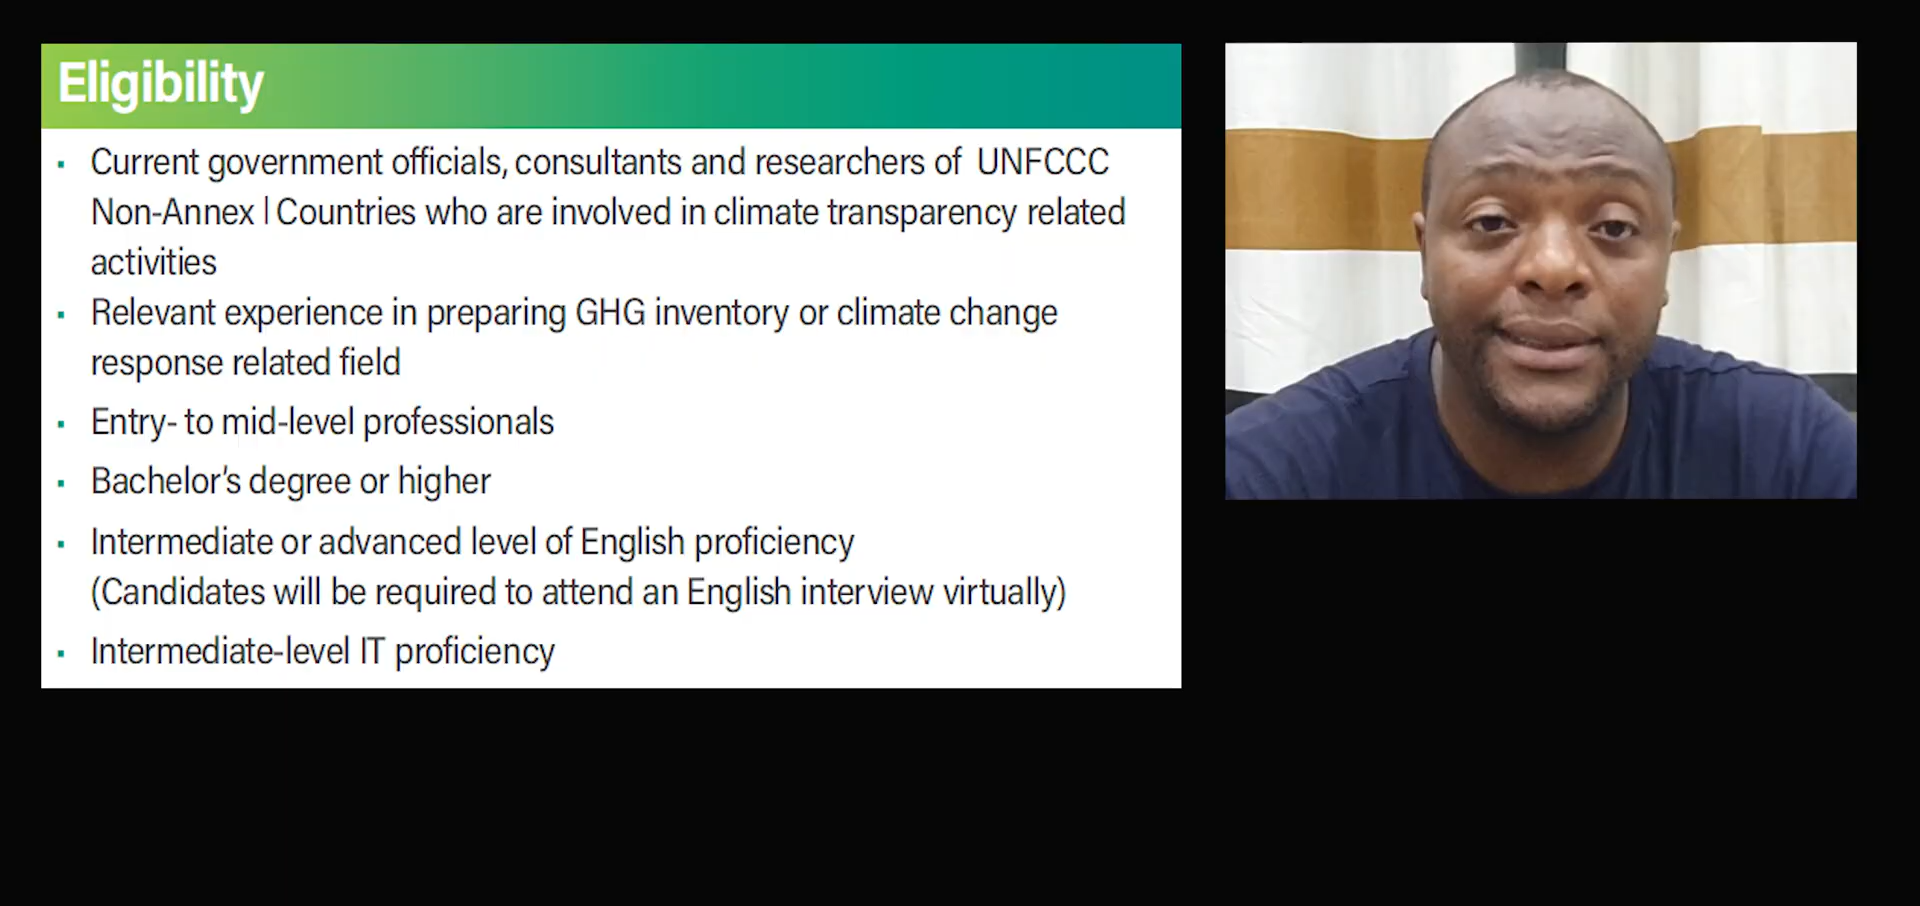 Eligibility
▪ Current government officials, consultants and researchers of UNFCCC
Non-Annex I Countries who are involved in climate transparency related
activities
▪ Relevant experience in preparing GHG inventory or climate change
response related field
▪ Entry- to mid-level professionals
▪ Bachelor’s degree or higher
▪ Intermediate or advanced level of English proficiency
(Candidates will be required to attend an English interview virtually)
▪ Intermediate-level IT proficiency